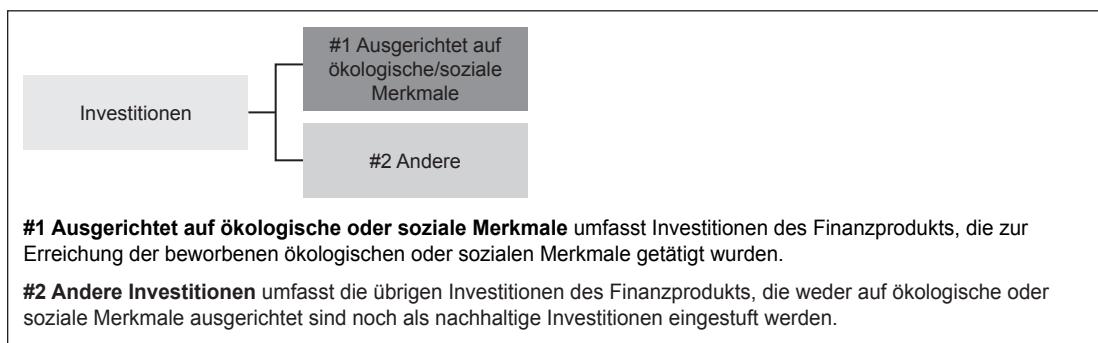 #1 Ausgerichtet auf
ökologische/soziale
Merkmale
Investitionen
#2 Andere
#1 Ausgerichtet auf ökologische oder soziale Merkmale umfasst Investitionen des Finanzprodukts, die zur
Erreichung der beworbenen ökologischen oder sozialen Merkmale getätigt wurden.
#2 Andere Investitionen umfasst die übrigen Investitionen des Finanzprodukts, die weder auf ökologische oder
soziale Merkmale ausgerichtet sind noch als nachhaltige Investitionen eingestuft werden.